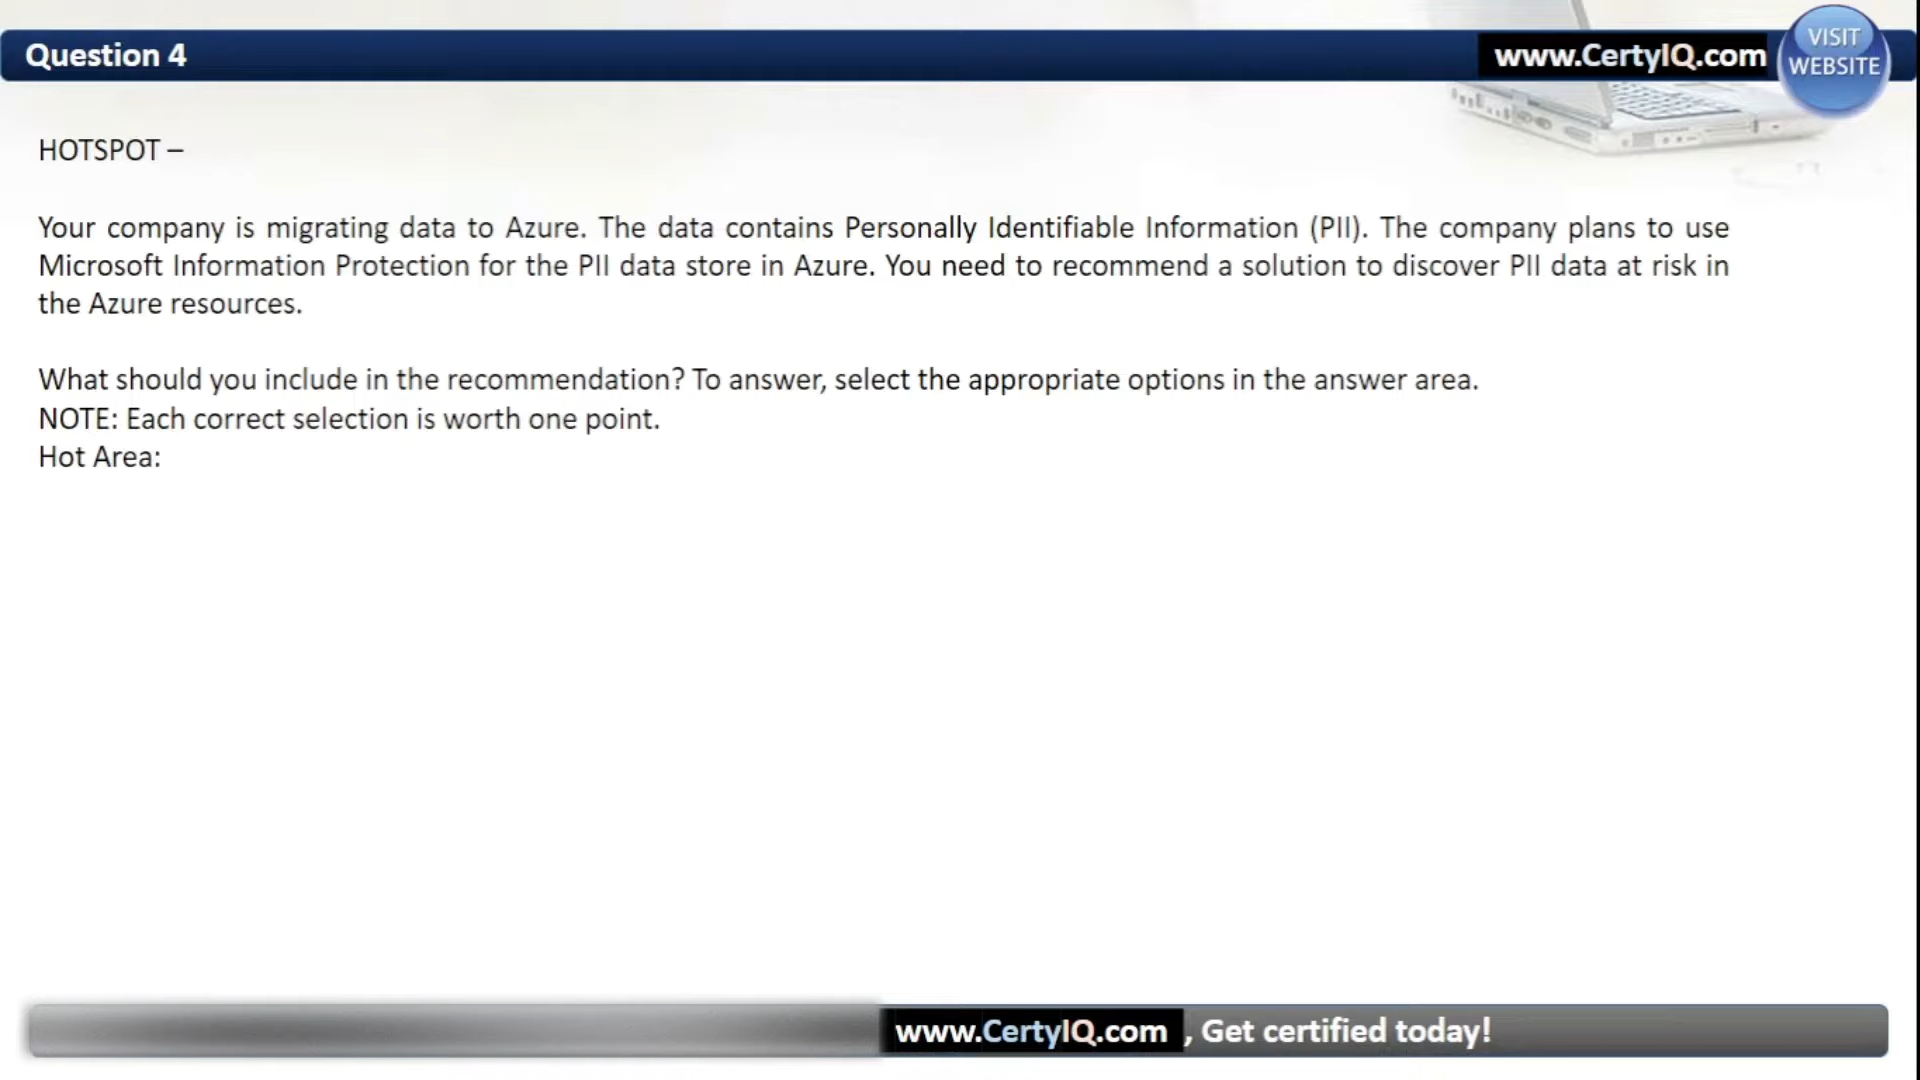 Question 4
www.CertyIQ.com
VISIT
WEBSITE
HOTSPOT –
Your company is migrating data to Azure. The data contains Personally Identifiable Information (PII). The company plans to use
Microsoft Information Protection for the PII data store in Azure. You need to recommend a solution to discover PII data at risk in
the Azure resources.
What should you include in the recommendation? To answer, select the appropriate options in the answer area.
NOTE: Each correct selection is worth one point.
Hot Area:
www.CertyIQ.com , Get certified today!